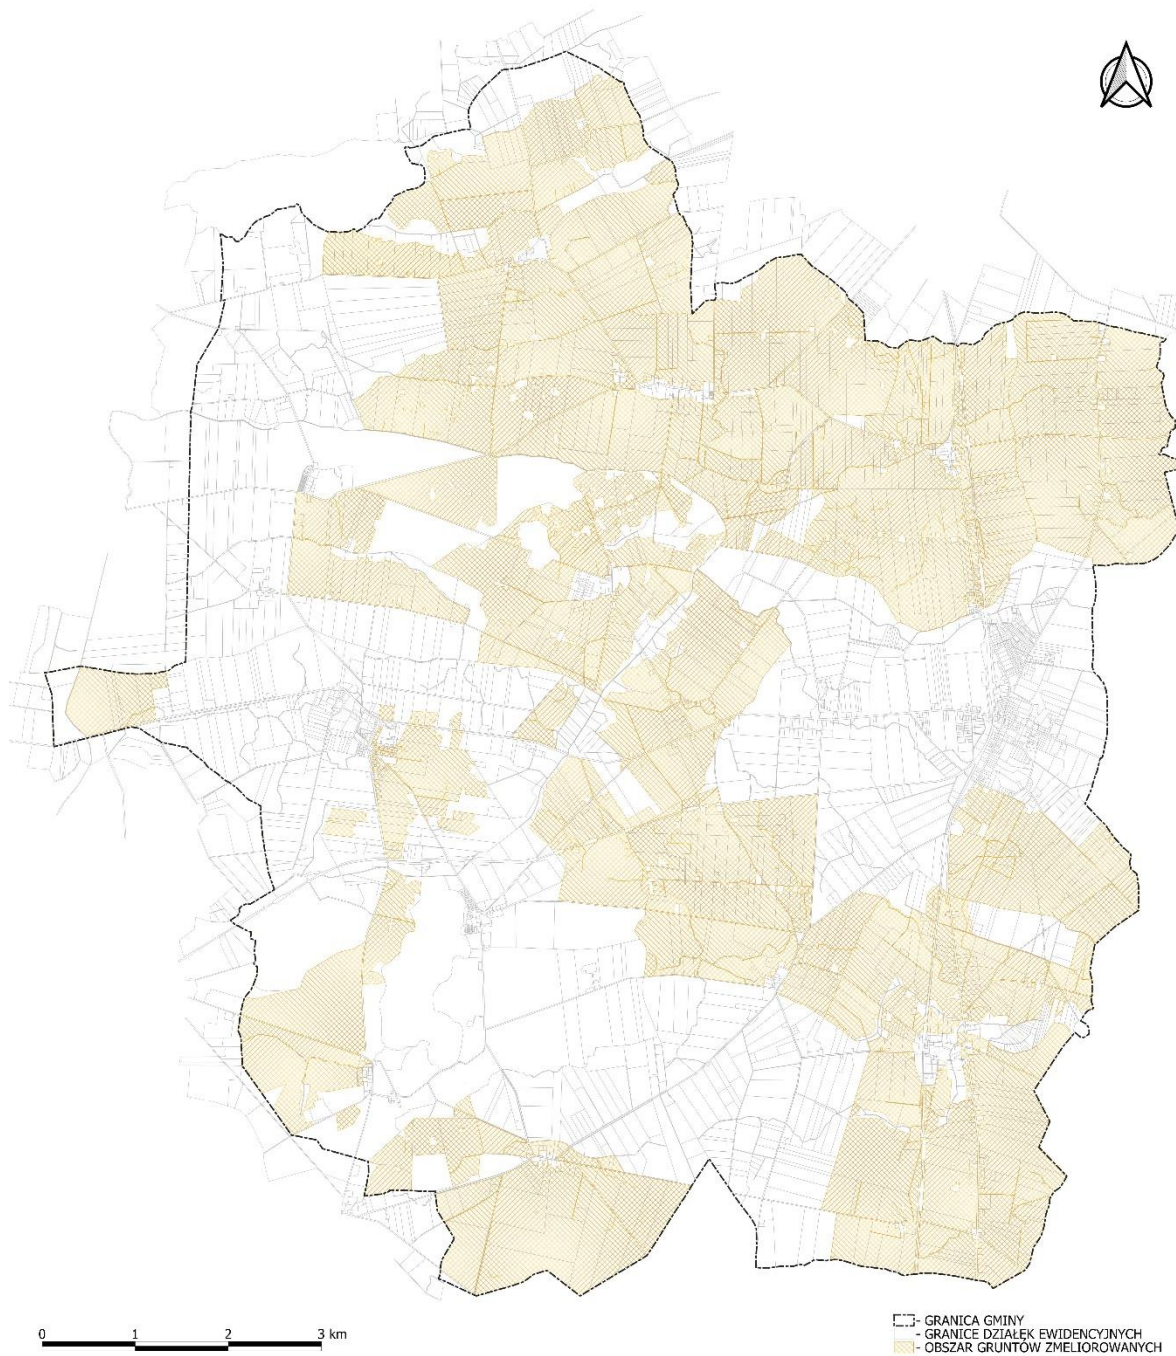 0 1 2 3 km
- GRANICA GMINY
- GRANICE DZIAŁEK EWIDENCYJNYCH
- OBSZAR GRUNTÓW ZMELIOROWANYCH